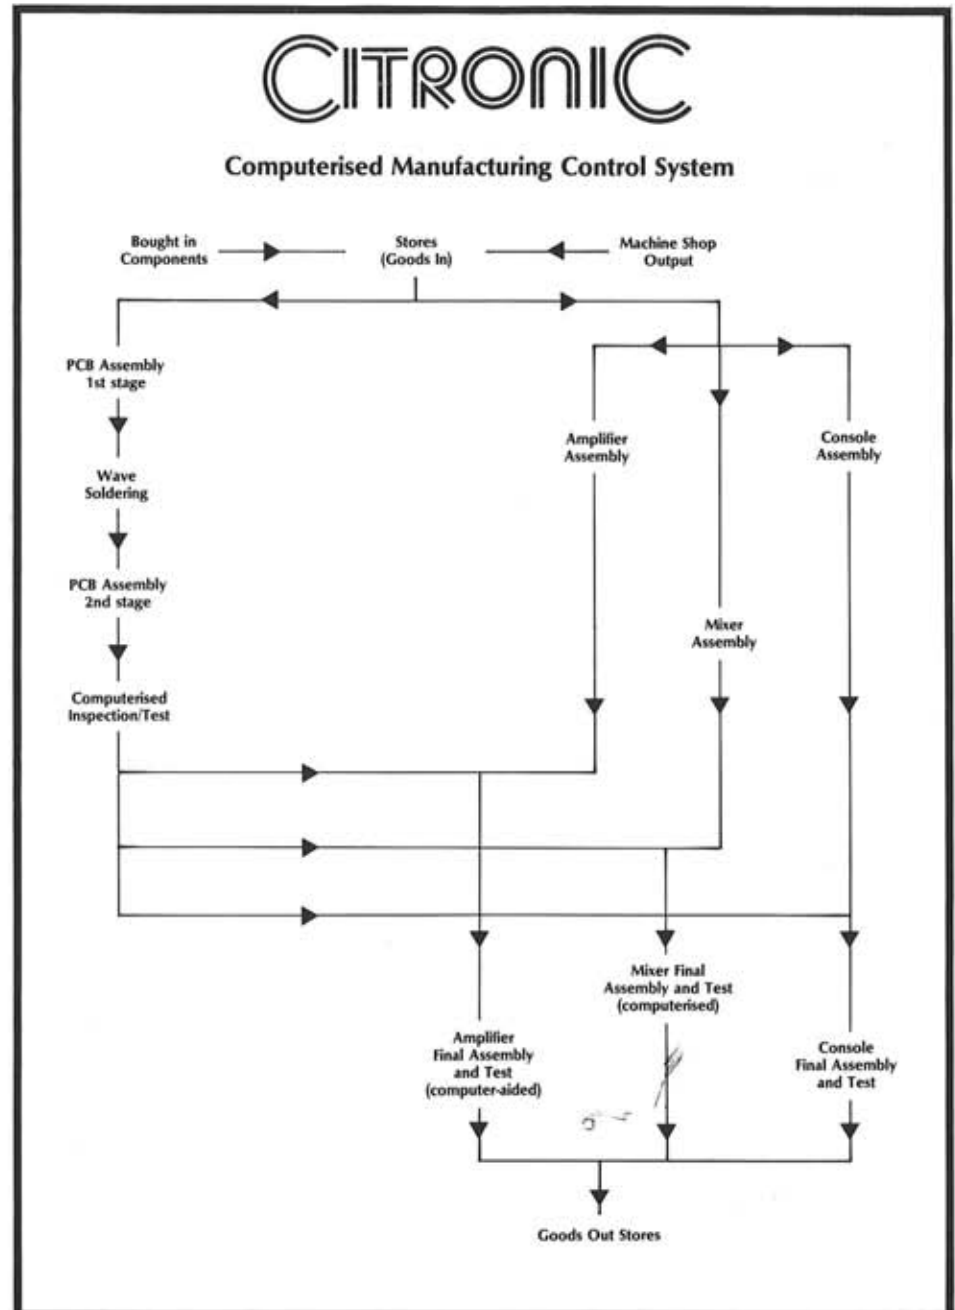 CITRONIC
Computerised Manufacturing Control System
Bought in
Components
Stores
(Goods In)
Machine Shop
Output
PCB Assembly
1st stage
Amplifier
Assembly
Console
Assembly
Wave
Soldering
PCB Assembly
2nd stage
Mixer
Assembly
Computerised
Inspection/Test
Mixer Final
Assembly and Test
(computerised)
Amplifier
Final Assembly
and Test
(computer-aided)
Console
Final Assembly
and Test
Goods Out Stores